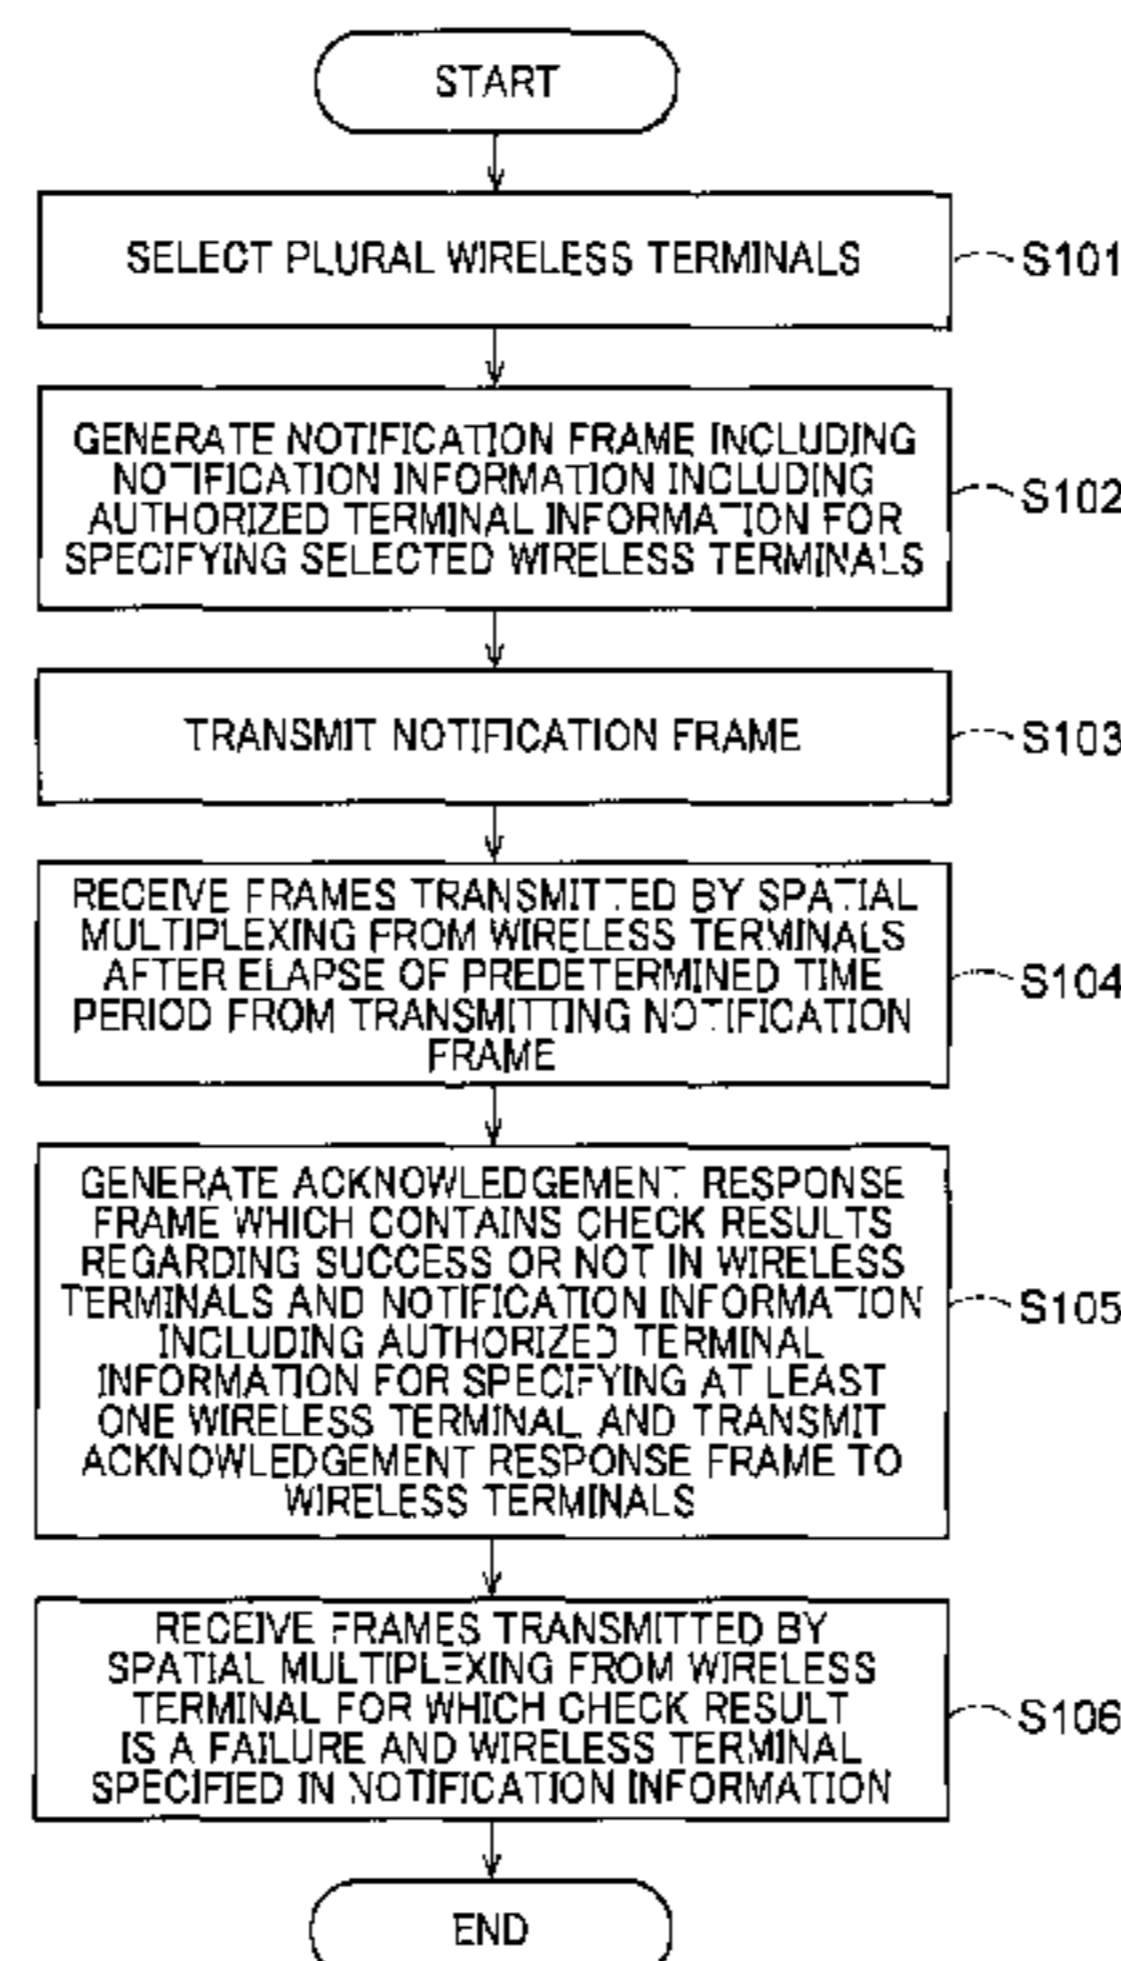 START
SELECT PLURAL WIRELESS TERMINALS
S101
GENERATE NOTIFICATION FRAME INCLUDING
NOTIFICATION INFORMATION INCLUDING
AUTHORIZED TERMINAL INFORMATION FOR
SPECIFYING SELECTED WIRELESS TERMINALS
S102
TRANSMIT NOTIFICATION FRAME
S103
RECEIVE FRAMES TRANSMITTED BY SPATIAL
MULTIPLEXING FROM WIRELESS TERMINALS
AFTER ELAPSE OF PREDETERMINED TIME
PERIOD FROM TRANSMITTING NOTIFICATION
FRAME
S104
GENERATE ACKNOWLEDGEMENT RESPONSE
FRAME WHICH CONTAINS CHECK RESULTS
REGARDING SUCCESS OR NOT IN WIRELESS
TERMINALS AND NOTIFICATION INFORMATION
INCLUDING AUTHORIZED TERMINAL
INFORMATION FOR SPECIFYING AT LEAST
ONE WIRELESS TERMINAL, AND TRANSMIT
ACKNOWLEDGEMENT RESPONSE FRAME TO
WIRELESS TERMINALS
S105
RECEIVE FRAMES TRANSMITTED BY
SPATIAL MULTIPLEXING FROM WIRELESS
TERMINAL FOR WHICH CHECK RESULT
IS A FAILURE AND WIRELESS TERMINAL
SPECIFIED IN NOTIFICATION INFORMATION
S106
END